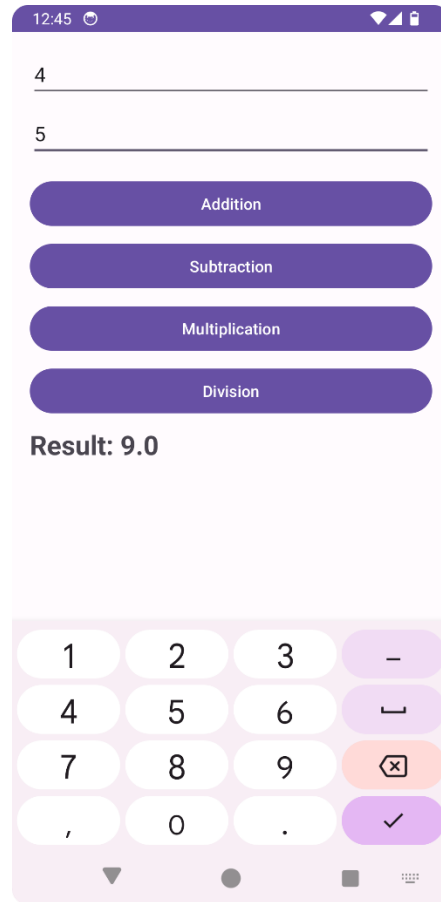 12:45
4
5
Addition
Subtraction
Multiplication
Division
Result: 9.0
1 2 3 –
4 5 6
7 8 9
, 0 .